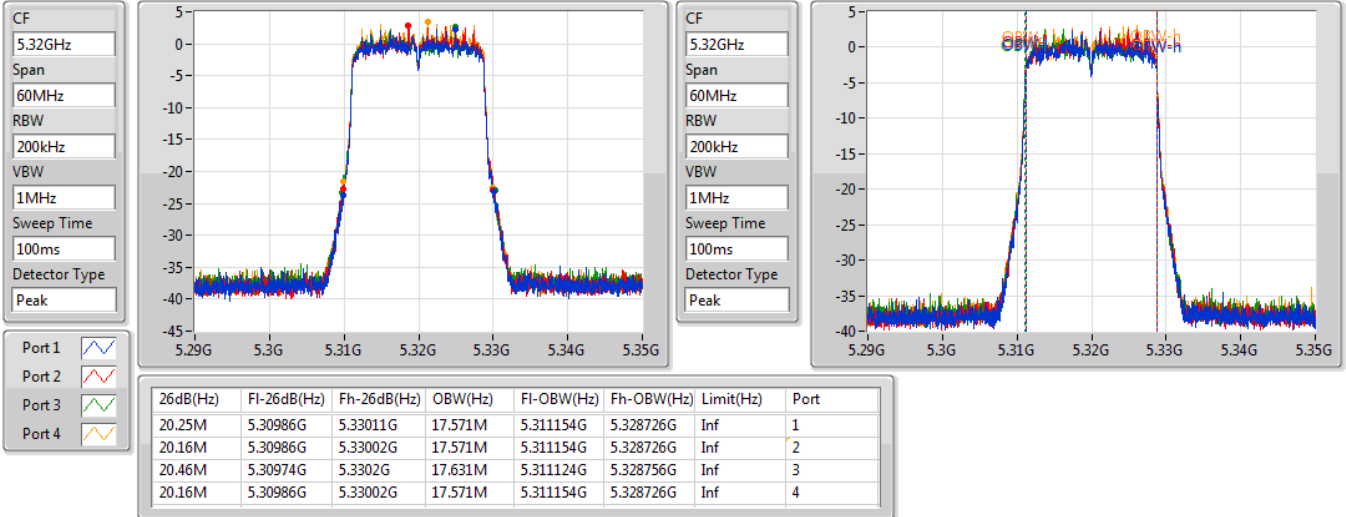 CF
5.32GHz
Span
60MHz
RBW
200kHz
VBW
1MHz
Sweep Time
100ms
Detector Type
Peak
Port 1
Port 2
Port 3
Port 4
5-
0-
-5-
-10-
-15-
-20-
-25-
-30-
-35-
-40-
-45-
5.29G 5.3G 5.31G 5.32G 5.33G 5.34G 5.35G
CF
5.32GHz
Span
60MHz
RBW
200kHz
VBW
1MHz
Sweep Time
100ms
Detector Type
Peak
5-
0-
-5-
-10-
-15-
-20-
-25-
-30-
-35-
-40-
OBW-h
5.29G 5.3G 5.31G 5.32G 5.33G 5.34G 5.35G
26dB(Hz) Fl-26dB(Hz) Fh-26dB(Hz) OBW(Hz) Fl-OBW(Hz) Fh-OBW(Hz) Limit(Hz) Port
20.25M 5.30986G 5.33011G 17.571M 5.311154G 5.328726G Inf 1
20.16M 5.30986G 5.33002G 17.571M 5.311154G 5.328726G Inf 2
20.46M 5.30974G 5.3302G 17.631M 5.311124G 5.328756G Inf 3
20.16M 5.30986G 5.33002G 17.571M 5.311154G 5.328726G Inf 4